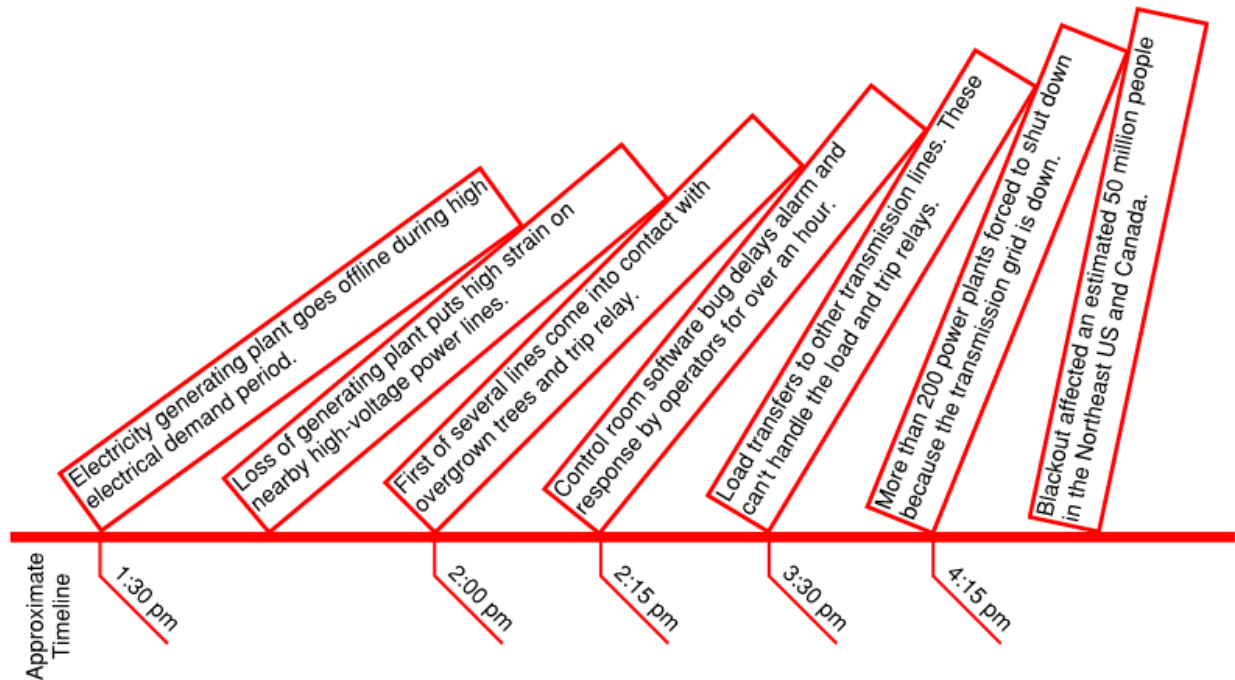 Electricity generating plant goes offline during high
electrical demand period.
Loss of generating plant puts high strain on
nearby high-voltage power lines.
First of several lines come into contact with
overgrown trees and trip relay.
Control room software bug delays alarm and
response by operators for over an hour.
Load transfers to other transmission lines. These
can't handle the load and trip relays.
More than 200 power plants forced to shut down
because the transmission grid is down.
Blackout affected an estimated 50 million people
in the Northeast US and Canada.
Approximate
Timeline
1:30 pm
2:00 pm
2:15 pm
3:30 pm
4:15 pm